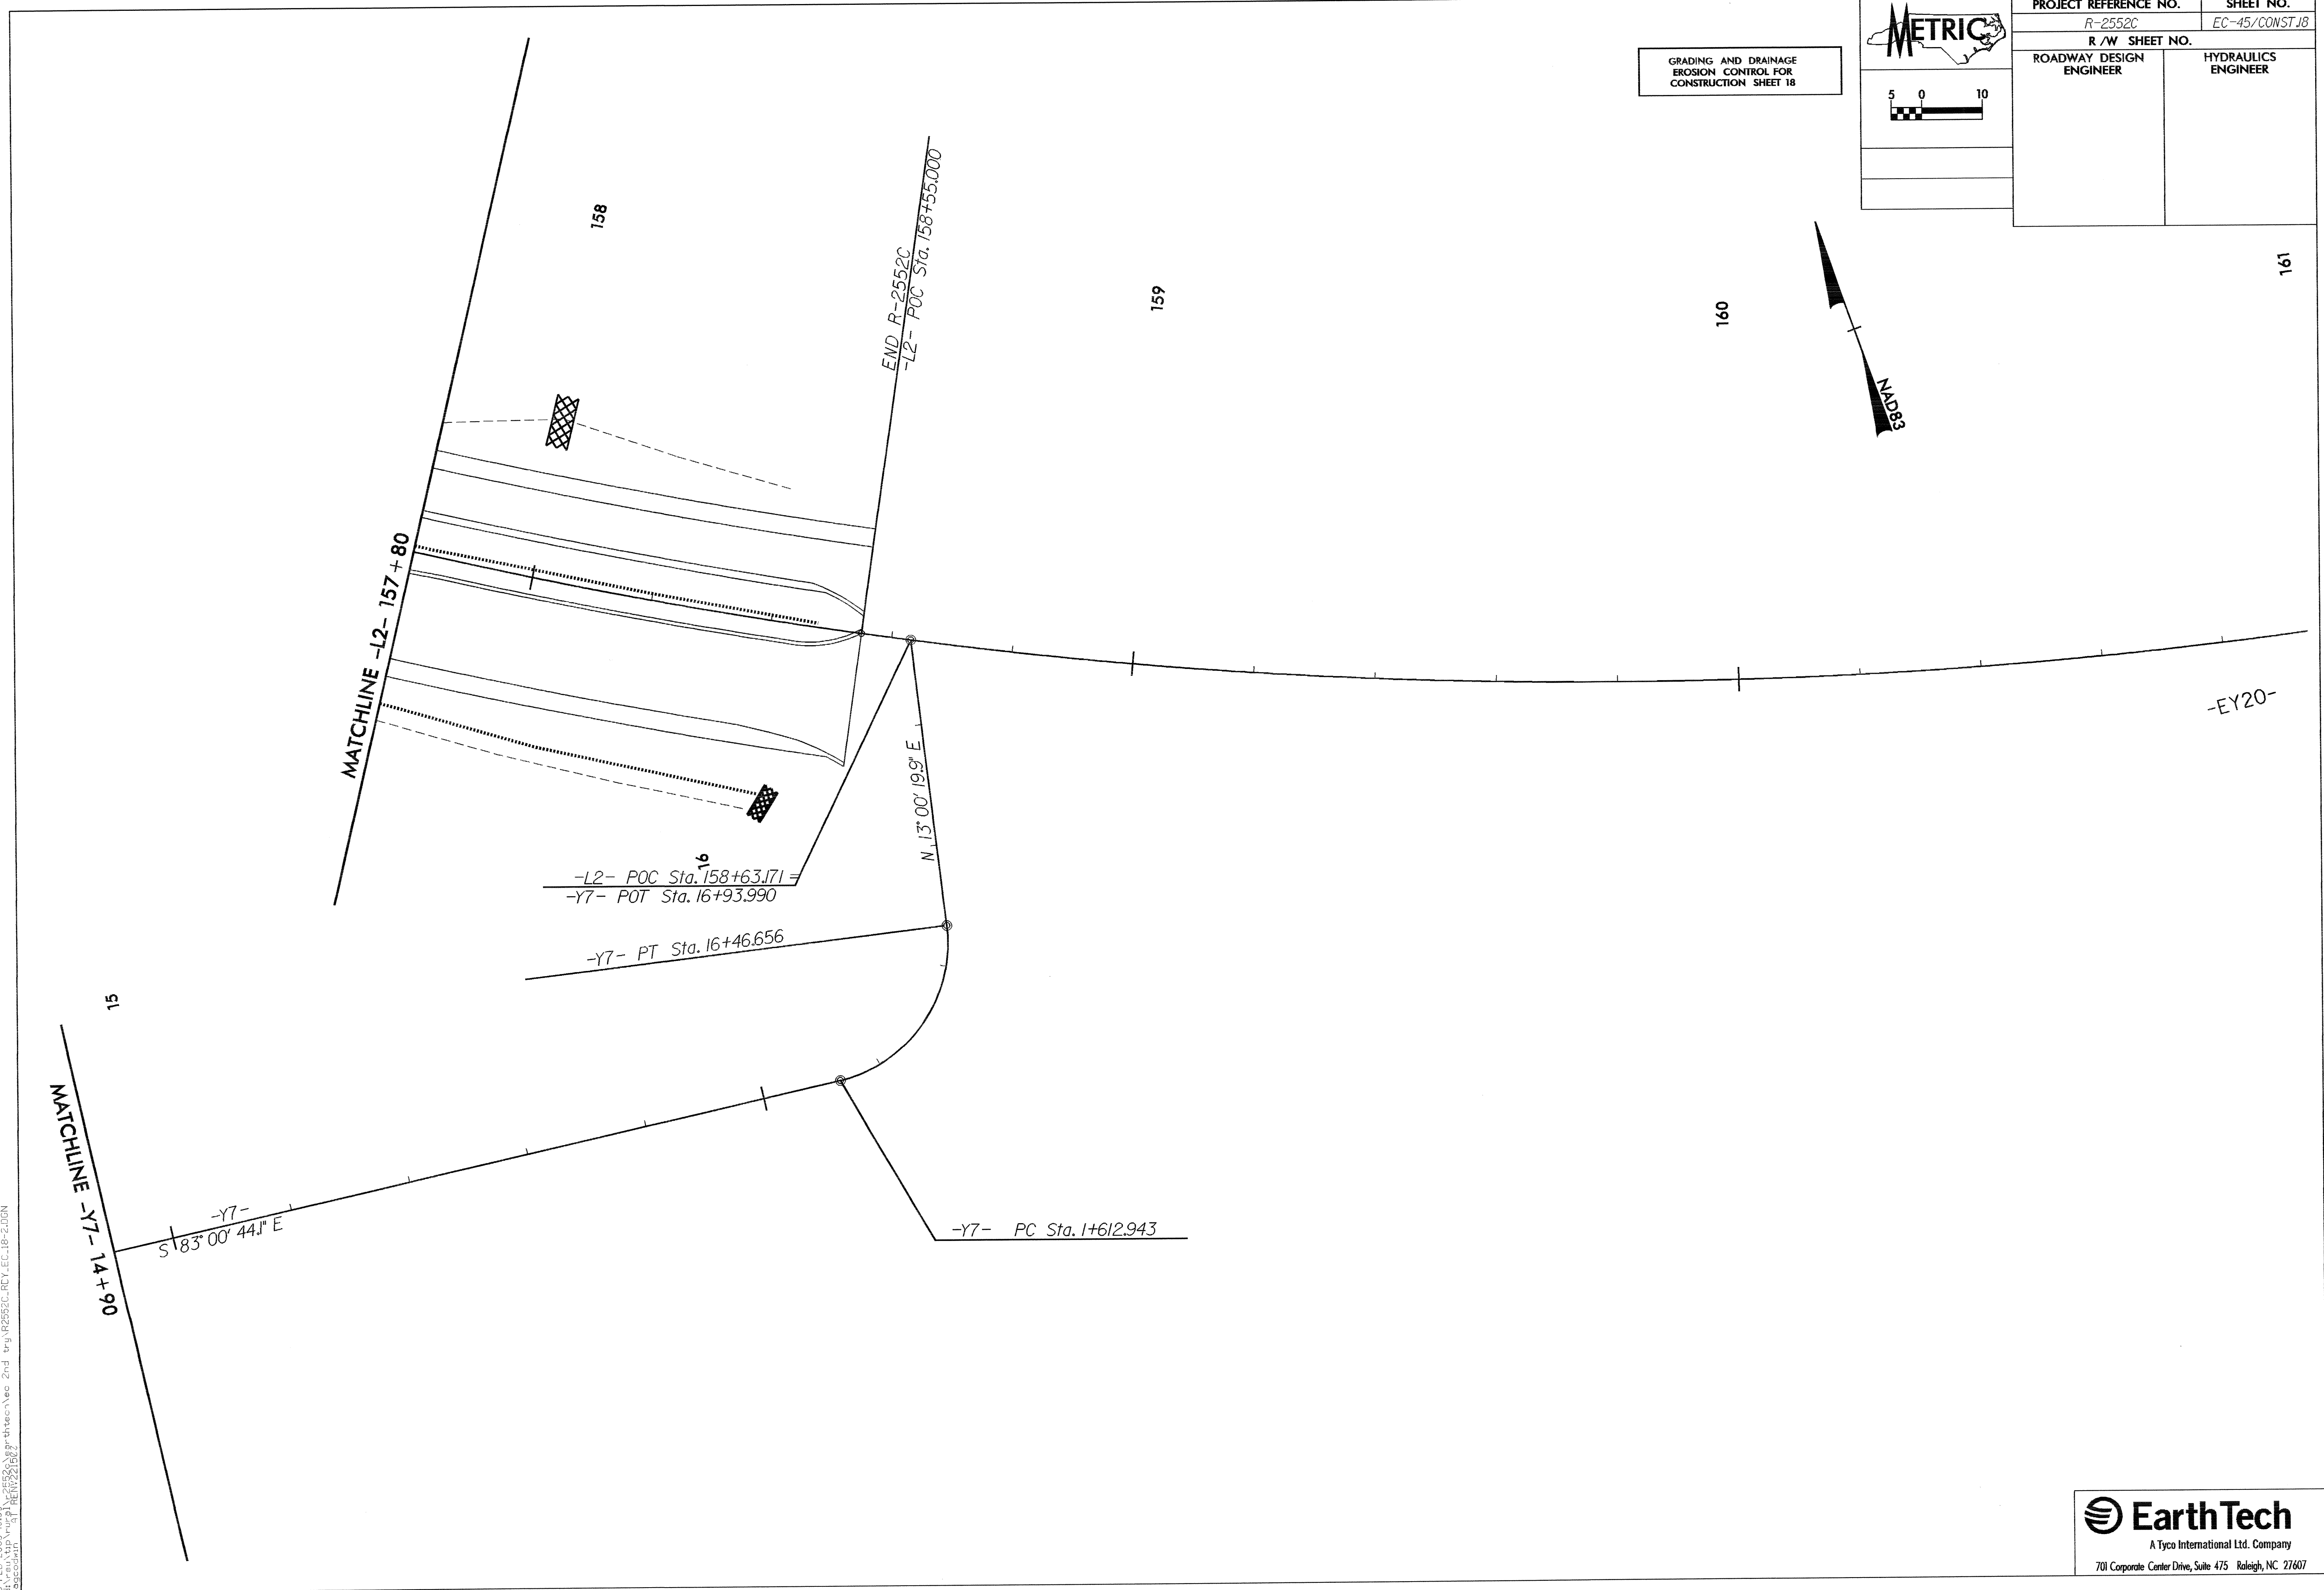 PROJECT REFERENCE NO.
SHEET NO.
R-2552C
EC-45/CONST.18
R /W SHEET NO.
ROADWAY DESIGN
ENGINEER
HYDRAULICS
ENGINEER
METRIC
5 0 10
GRADING AND DRAINAGE
EROSION CONTROL FOR
CONSTRUCTION SHEET 18
158
END R-2552C
-L2- POC Sta. 158+55.000
159
160
161
NAD83
MATCHLINE -L2- 157+80
-EY20-
N 13° 00' 19.9" E
16
-L2- POC Sta. 158+63.171 =
-Y7- POT Sta. 16+93.990
-Y7- PT Sta. 16+46.656
15
MATCHLINE -Y7- 14+90
-Y7-
S 83° 00' 44.1" E
-Y7- PC Sta. 1+612.943
EarthTech
A Tyco International Ltd. Company
701 Corporate Center Drive, Suite 475 Raleigh, NC 27607